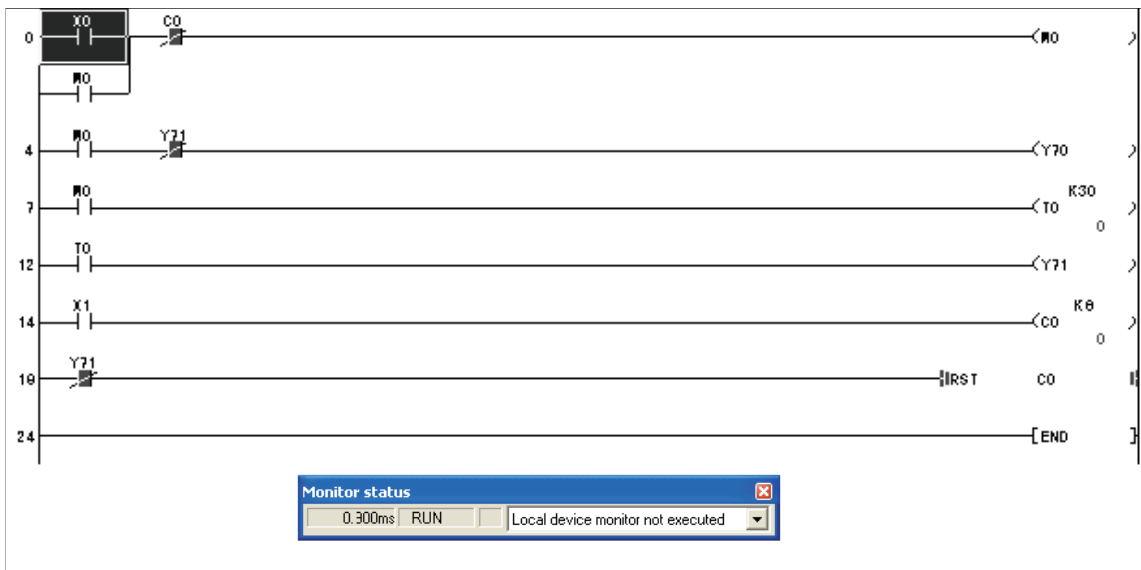 0 X0 C0 M0
M0
4 M0 Y71 Y70
7 M0 T0 K30
0
12 T0 Y71
14 X1 C0 K8
0
19 Y71 RST C0
24 END
Monitor status
0.300ms RUN Local device monitor not executed